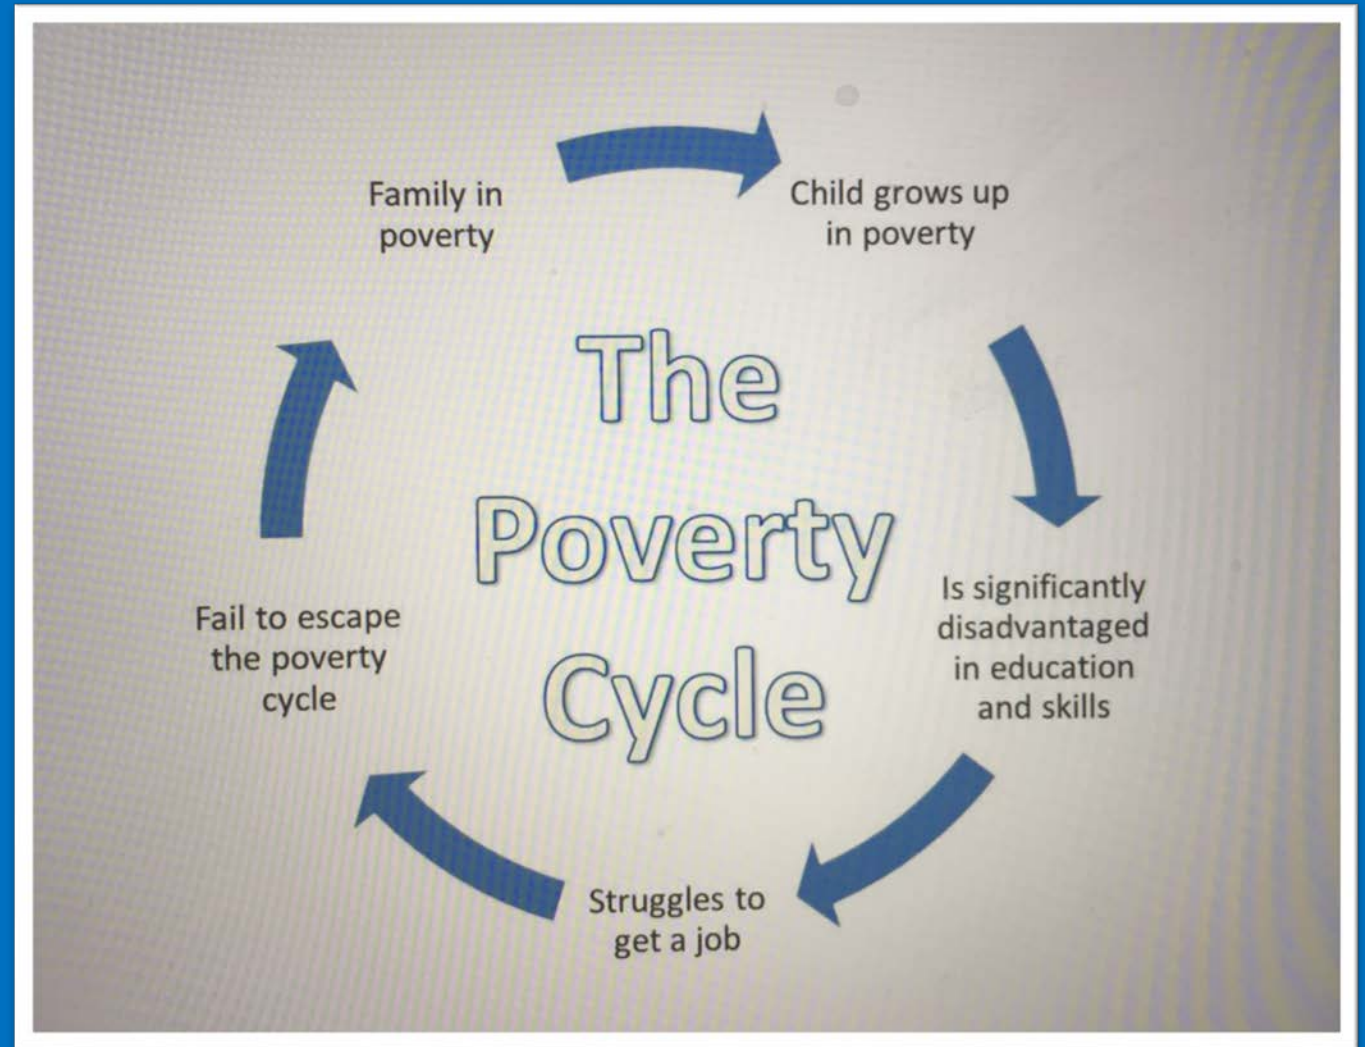 The
Poverty
Cycle
Family in
poverty
Child grows up
in poverty
Is significantly
disadvantaged
in education
and skills
Struggles to
get a job
Fail to escape
the poverty
cycle